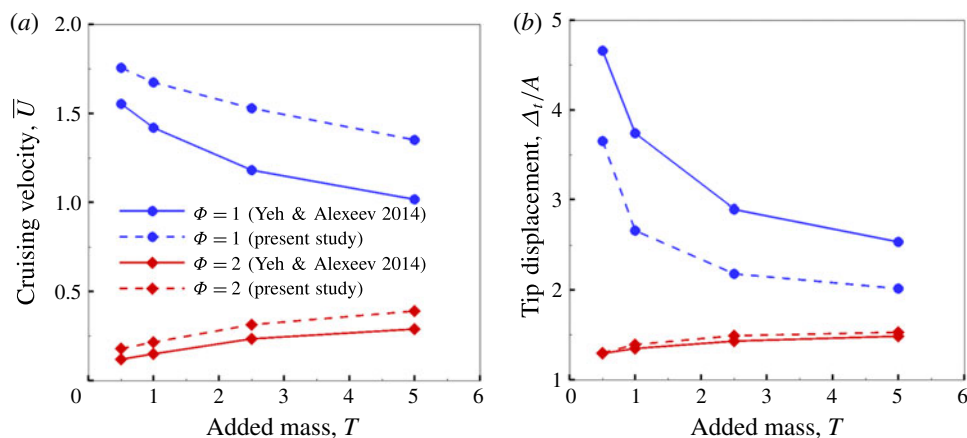 (a)
2.0
1.5
1.0
0.5
0
1
2
3
4
5
6
Cruising velocity, U̅
Added mass, T
Φ = 1 (Yeh & Alexeev 2014)
Φ = 1 (present study)
Φ = 2 (Yeh & Alexeev 2014)
Φ = 2 (present study)
(b)
5
4
3
2
1
0
1
2
3
4
5
6
Tip displacement, Δt/A
Added mass, T